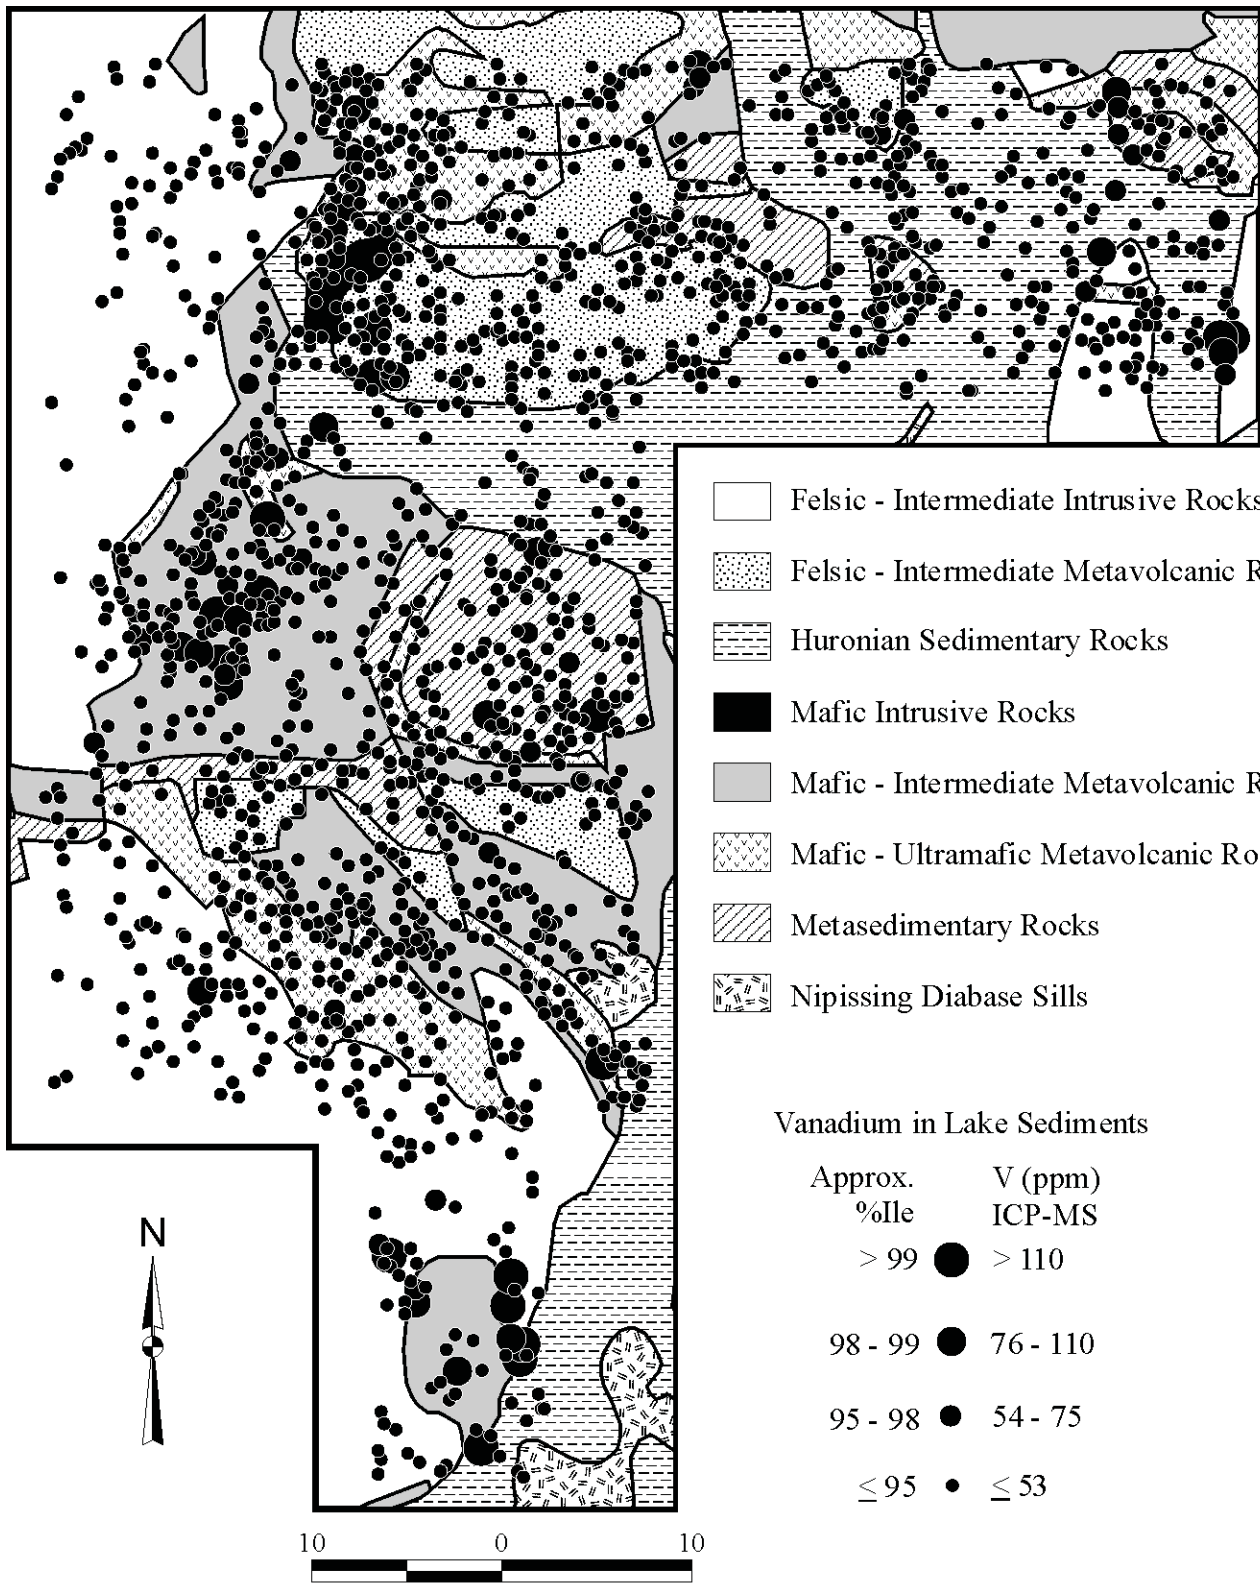 Felsic - Intermediate Intrusive Rocks
Felsic - Intermediate Metavolcanic R
Huronian Sedimentary Rocks
Mafic Intrusive Rocks
Mafic - Intermediate Metavolcanic R
Mafic - Ultramafic Metavolcanic Ro
Metasedimentary Rocks
Nipissing Diabase Sills
Vanadium in Lake Sediments
Approx. V (ppm)
%Ile ICP-MS
> 99 > 110
98 - 99 76 - 110
95 - 98 54 - 75
≤ 95 ≤ 53
N
10 0 10